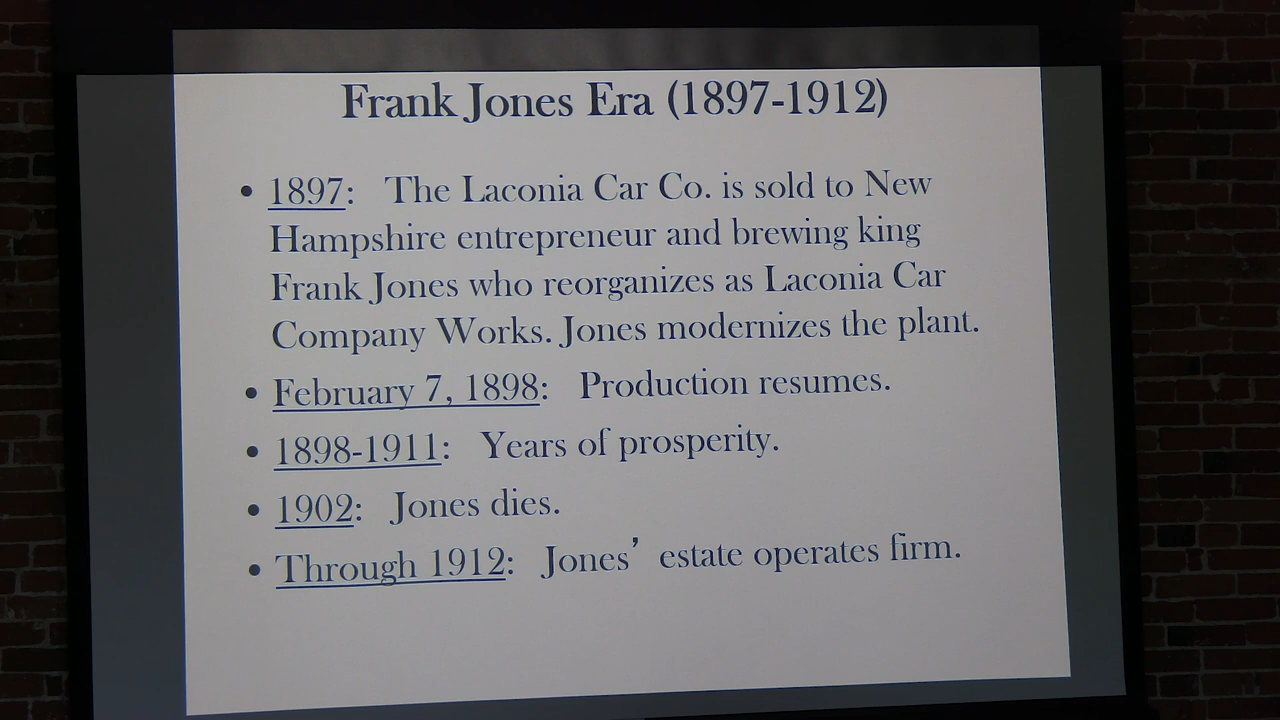 Frank Jones Era (1897-1912)
• 1897: The Laconia Car Co. is sold to New
Hampshire entrepreneur and brewing king
Frank Jones who reorganizes as Laconia Car
Company Works. Jones modernizes the plant.
• February 7, 1898: Production resumes.
• 1898-1911: Years of prosperity.
• 1902: Jones dies.
• Through 1912: Jones’ estate operates firm.